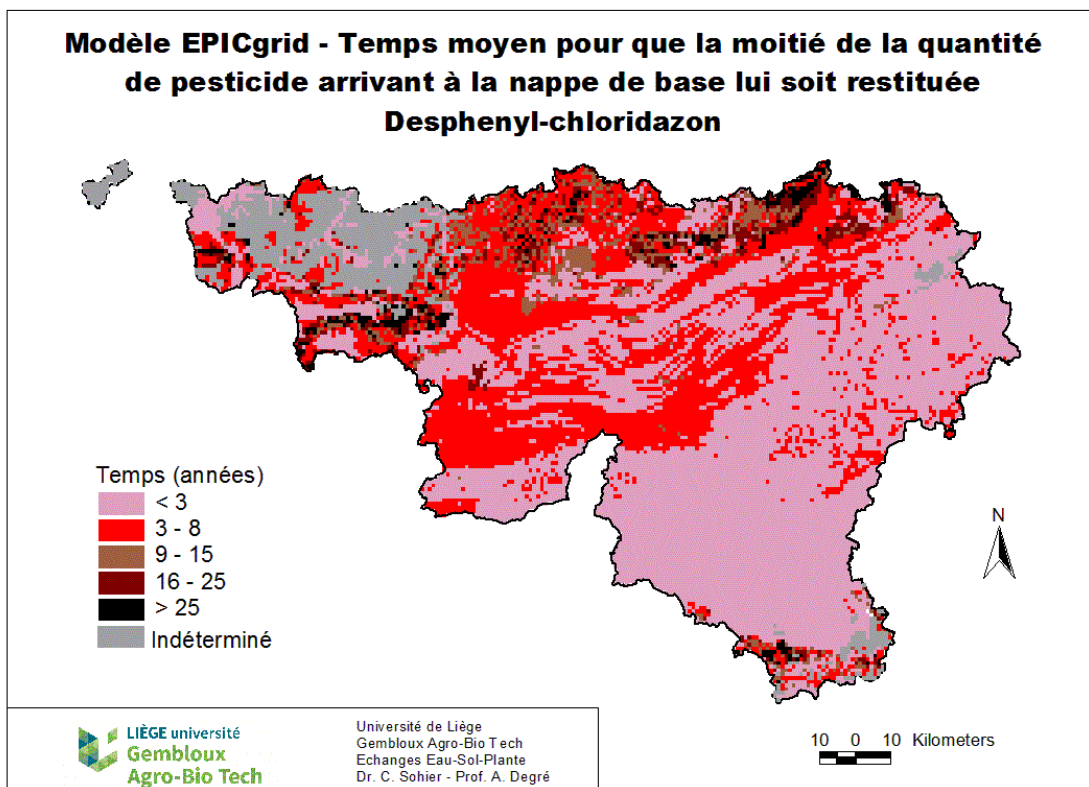 Modèle EPICgrid - Temps moyen pour que la moitié de la quantité
de pesticide arrivant à la nappe de base lui soit restituée
Desphenyl-chloridazon
Temps (années)
< 3
3 - 8
9 - 15
16 - 25
> 25
Indéterminé
N
10 0 10 Kilometers
LIÈGE université
Gembloux
Agro-Bio Tech
Université de Liège
Gembloux Agro-Bio Tech
Echanges Eau-Sol-Plante
Dr. C. Sohier - Prof. A. Degré